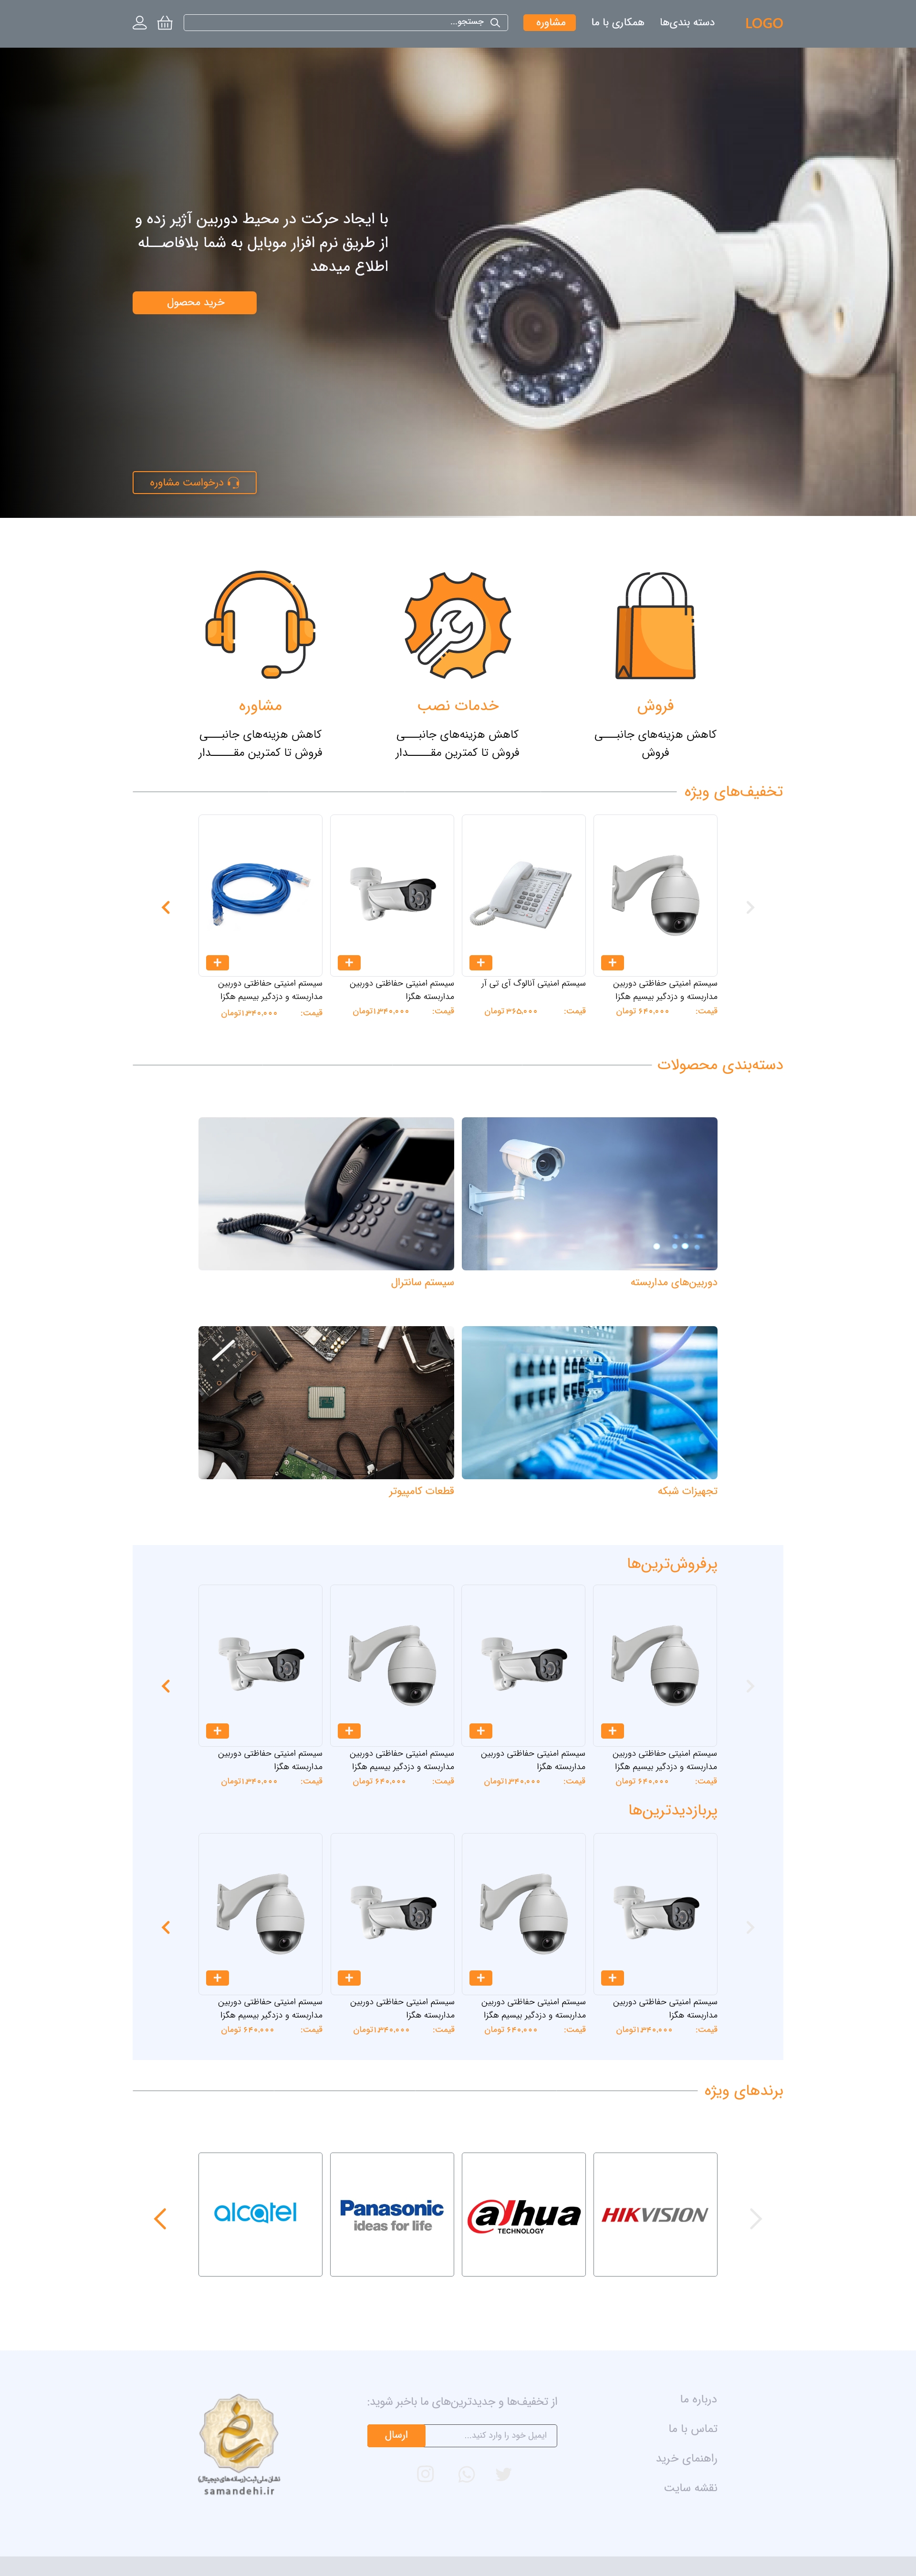 LOGO
دسته بندی‌ها
همکاری با ما
مشاوره
جستجو...
با ایجاد حرکت در محیط دوربین آژیر زده و
از طریق نرم افزار موبایل به شما بلافاصــله
اطلاع میدهد
خرید محصول
درخواست مشاوره
فروش
کاهش هزینه‌های جانبـــی
فروش
خدمات نصب
کاهش هزینه‌های جانبـــی
فروش تا کمترین مقـــــدار
مشاوره
کاهش هزینه‌های جانبـــی
فروش تا کمترین مقـــــدار
تخفیف‌های ویژه
سیستم امنیتی حفاظتی دوربین
مداربسته و دزدگیر بیسیم هگزا
قیمت: ۶۴۰,۰۰۰ تومان
سیستم امنیتی آنالوگ آی تی آر
قیمت: ۳۶۵,۰۰۰ تومان
سیستم امنیتی حفاظتی دوربین
مداربسته هگزا
قیمت: ۱,۳۴۰,۰۰۰تومان
سیستم امنیتی حفاظتی دوربین
مداربسته و دزدگیر بیسیم هگزا
قیمت: ۱,۳۴۰,۰۰۰تومان
دسته‌بندی محصولات
دوربین‌های مداربسته
سیستم سانترال
تجهیزات شبکه
قطعات کامپیوتر
پرفروش‌ترین‌ها
سیستم امنیتی حفاظتی دوربین
مداربسته و دزدگیر بیسیم هگزا
قیمت: ۶۴۰,۰۰۰ تومان
سیستم امنیتی حفاظتی دوربین
مداربسته هگزا
قیمت: ۱,۳۴۰,۰۰۰تومان
سیستم امنیتی حفاظتی دوربین
مداربسته و دزدگیر بیسیم هگزا
قیمت: ۶۴۰,۰۰۰ تومان
سیستم امنیتی حفاظتی دوربین
مداربسته هگزا
قیمت: ۱,۳۴۰,۰۰۰تومان
پربازدیدترین‌ها
سیستم امنیتی حفاظتی دوربین
مداربسته هگزا
قیمت: ۱,۳۴۰,۰۰۰تومان
سیستم امنیتی حفاظتی دوربین
مداربسته و دزدگیر بیسیم هگزا
قیمت: ۶۴۰,۰۰۰ تومان
سیستم امنیتی حفاظتی دوربین
مداربسته هگزا
قیمت: ۱,۳۴۰,۰۰۰تومان
سیستم امنیتی حفاظتی دوربین
مداربسته و دزدگیر بیسیم هگزا
قیمت: ۶۴۰,۰۰۰ تومان
برندهای ویژه
HIKVISION
alhua
TECHNOLOGY
Panasonic
ideas for life
alcatel
درباره ما
تماس با ما
راهنمای خرید
نقشه سایت
از تخفیف‌ها و جدیدترین‌های ما باخبر شوید:
ایمیل خود را وارد کنید...
ارسال
نشان ملی ثبت (رسانه های دیجیتال)
samandehi.ir